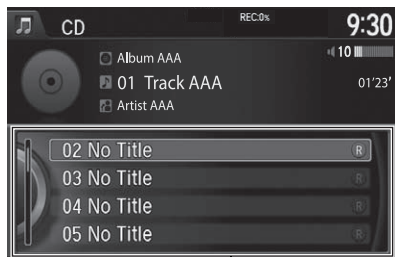 CD
REC:0%
9:30
Album AAA
10
01 Track AAA
01'23'
Artist AAA
02 No Title R
03 No Title R
04 No Title R
05 No Title R